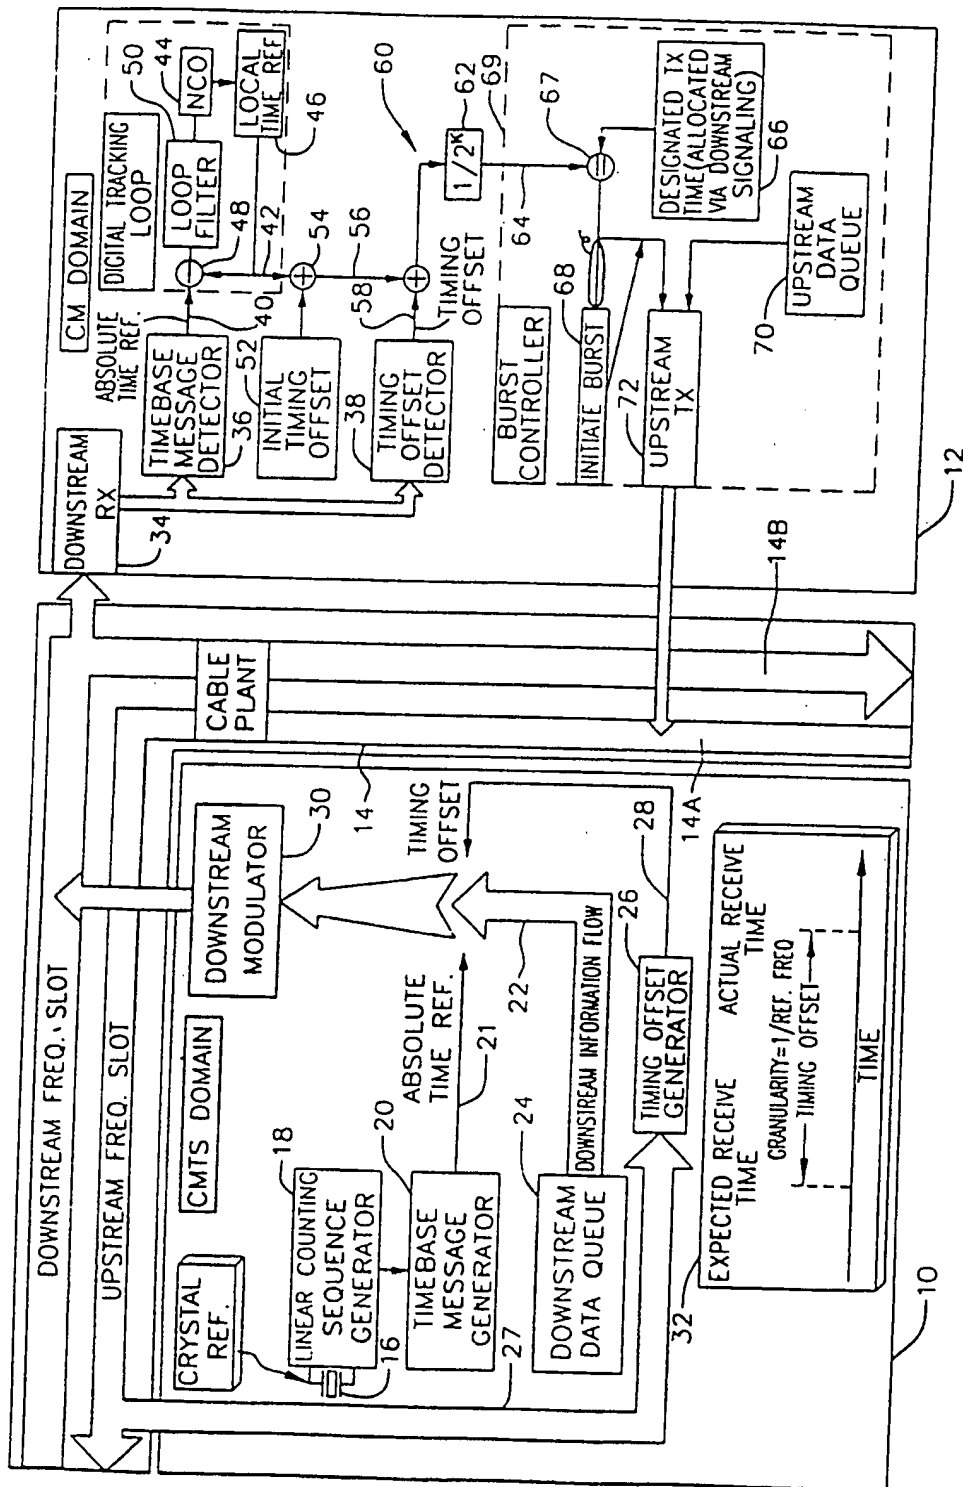 DOWNSTREAM FREQ. SLOT
UPSTREAM FREQ. SLOT
CRYSTAL
REF.
CMTS DOMAIN
LINEAR COUNTING
SEQUENCE
GENERATOR
18
16
TIMEBASE
MESSAGE
GENERATOR
20
27
ABSOLUTE
TIME REF.
21
DOWNSTREAM
MODULATOR
30
TIMING
OFFSET
22
DOWNSTREAM
DATA QUEUE
24
DOWNSTREAM INFORMATION FLOW
TIMING OFFSET
GENERATOR
26
28
32
EXPECTED RECEIVE
TIME
ACTUAL RECEIVE
TIME
GRANULARITY=1/REF. FREQ
TIMING OFFSET
TIME
10
CABLE
PLANT
14
14A
14B
DOWNSTREAM
RX
34
CM DOMAIN
ABSOLUTE
TIME REF.
40
TIMEBASE
MESSAGE
DETECTOR
36
DIGITAL TRACKING
LOOP
LOOP
FILTER
50
NCO
44
LOCAL
TIME REF
46
48
42
52
INITIAL
TIMING
OFFSET
54
56
TIMING
OFFSET
DETECTOR
38
58
TIMING
OFFSET
60
1/2K
62
64
69
BURST
CONTROLLER
INITIATE BURST
68
67
DESIGNATED TX
TIME(ALLOCATED
VIA DOWNSTREAM
SIGNALING)
66
UPSTREAM
TX
72
UPSTREAM
DATA
QUEUE
70
12